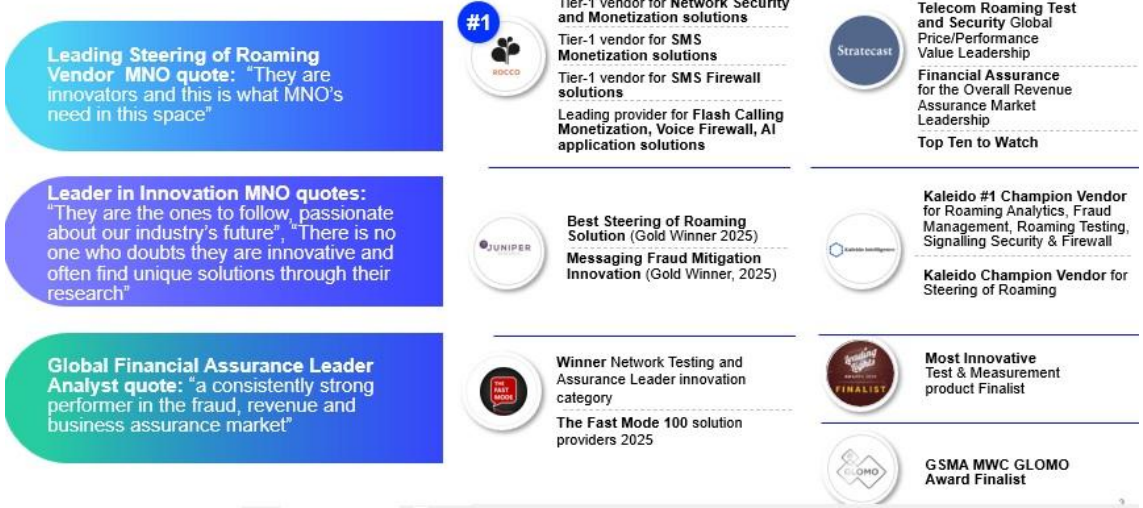 Leading Steering of Roaming
Vendor MNO quote: “They are
innovators and this is what MNO’s
need in this space”
Leader in Innovation MNO quotes:
“They are the ones to follow, passionate
about our industry’s future”, “There is no
one who doubts they are innovative and
often find unique solutions through their
research”
Global Financial Assurance Leader
Analyst quote: “a consistently strong
performer in the fraud, revenue and
business assurance market”
#1
ROCCO
Tier-1 vendor for Network Security
and Monetization solutions
Tier-1 vendor for SMS
Monetization solutions
Tier-1 vendor for SMS Firewall
solutions
Leading provider for Flash Calling
Monetization, Voice Firewall, AI
application solutions
JUNIPER
Best Steering of Roaming
Solution (Gold Winner 2025)
Messaging Fraud Mitigation
Innovation (Gold Winner, 2025)
THE
FAST
MODE
Winner Network Testing and
Assurance Leader innovation
category
The Fast Mode 100 solution
providers 2025
Stratecast
Telecom Roaming Test
and Security Global
Price/Performance
Value Leadership
Financial Assurance
for the Overall Revenue
Assurance Market
Leadership
Top Ten to Watch
Kaleido Intelligence
Kaleido #1 Champion Vendor
for Roaming Analytics, Fraud
Management, Roaming Testing,
Signalling Security & Firewall
Kaleido Champion Vendor for
Steering of Roaming
Leading
Lights
FINALIST
Most Innovative
Test & Measurement
product Finalist
GLOMO
GSMA MWC GLOMO
Award Finalist